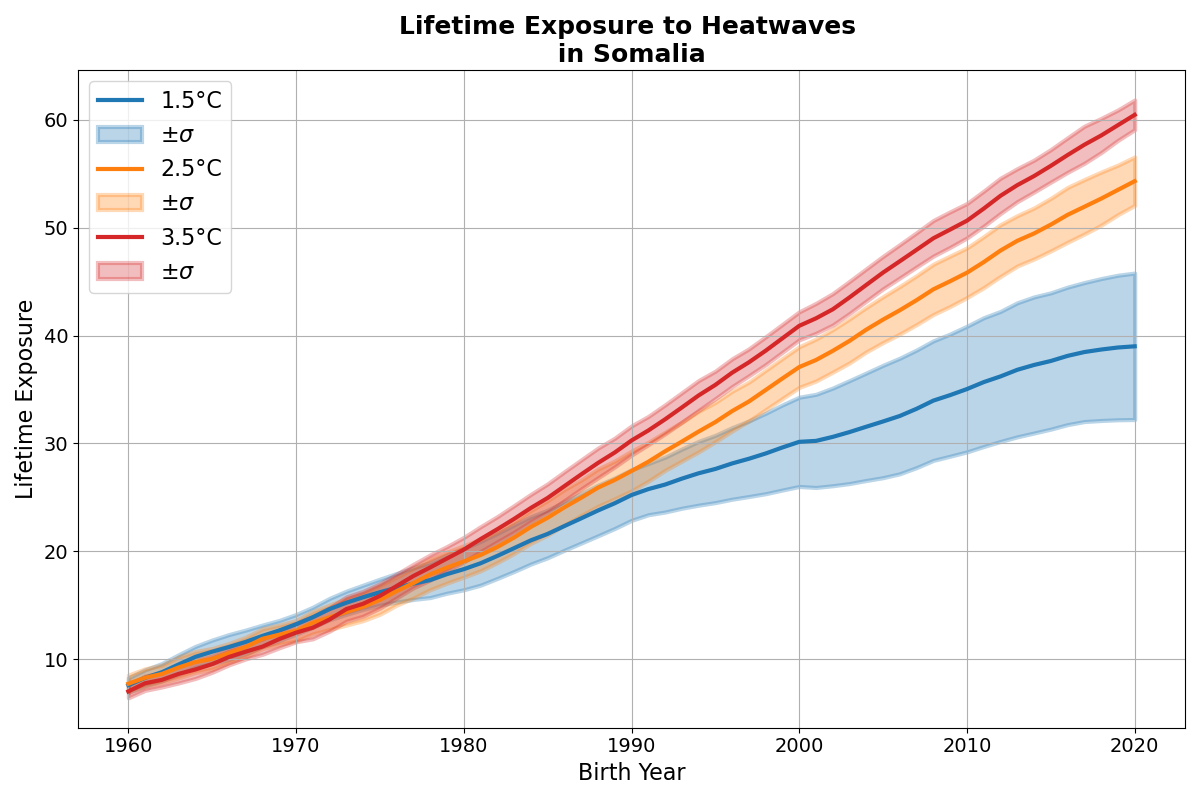 Lifetime Exposure to Heatwaves
in Somalia
1.5°C
±σ
2.5°C
±σ
3.5°C
±σ
Lifetime Exposure
60
50
40
30
20
10
1960
1970
1980
1990
2000
2010
2020
Birth Year